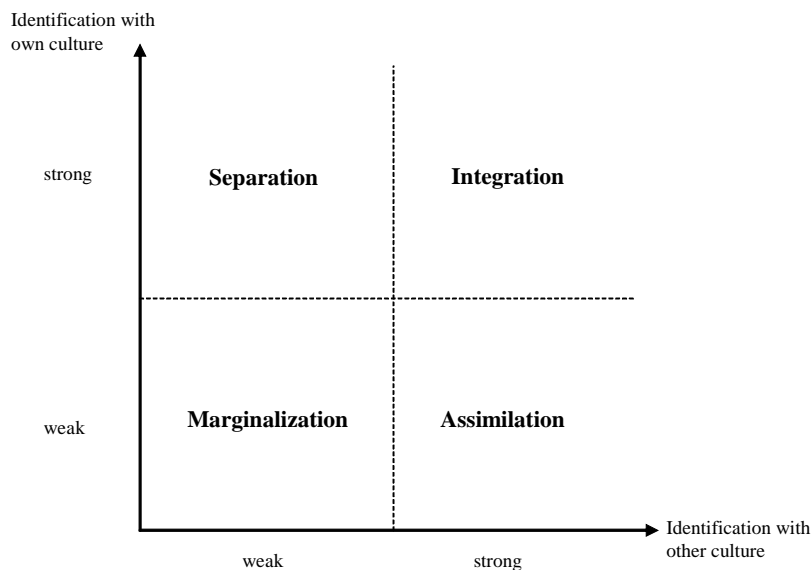 Identification with
own culture
strong
Separation
Integration
weak
Marginalization
Assimilation
Identification with
other culture
weak
strong